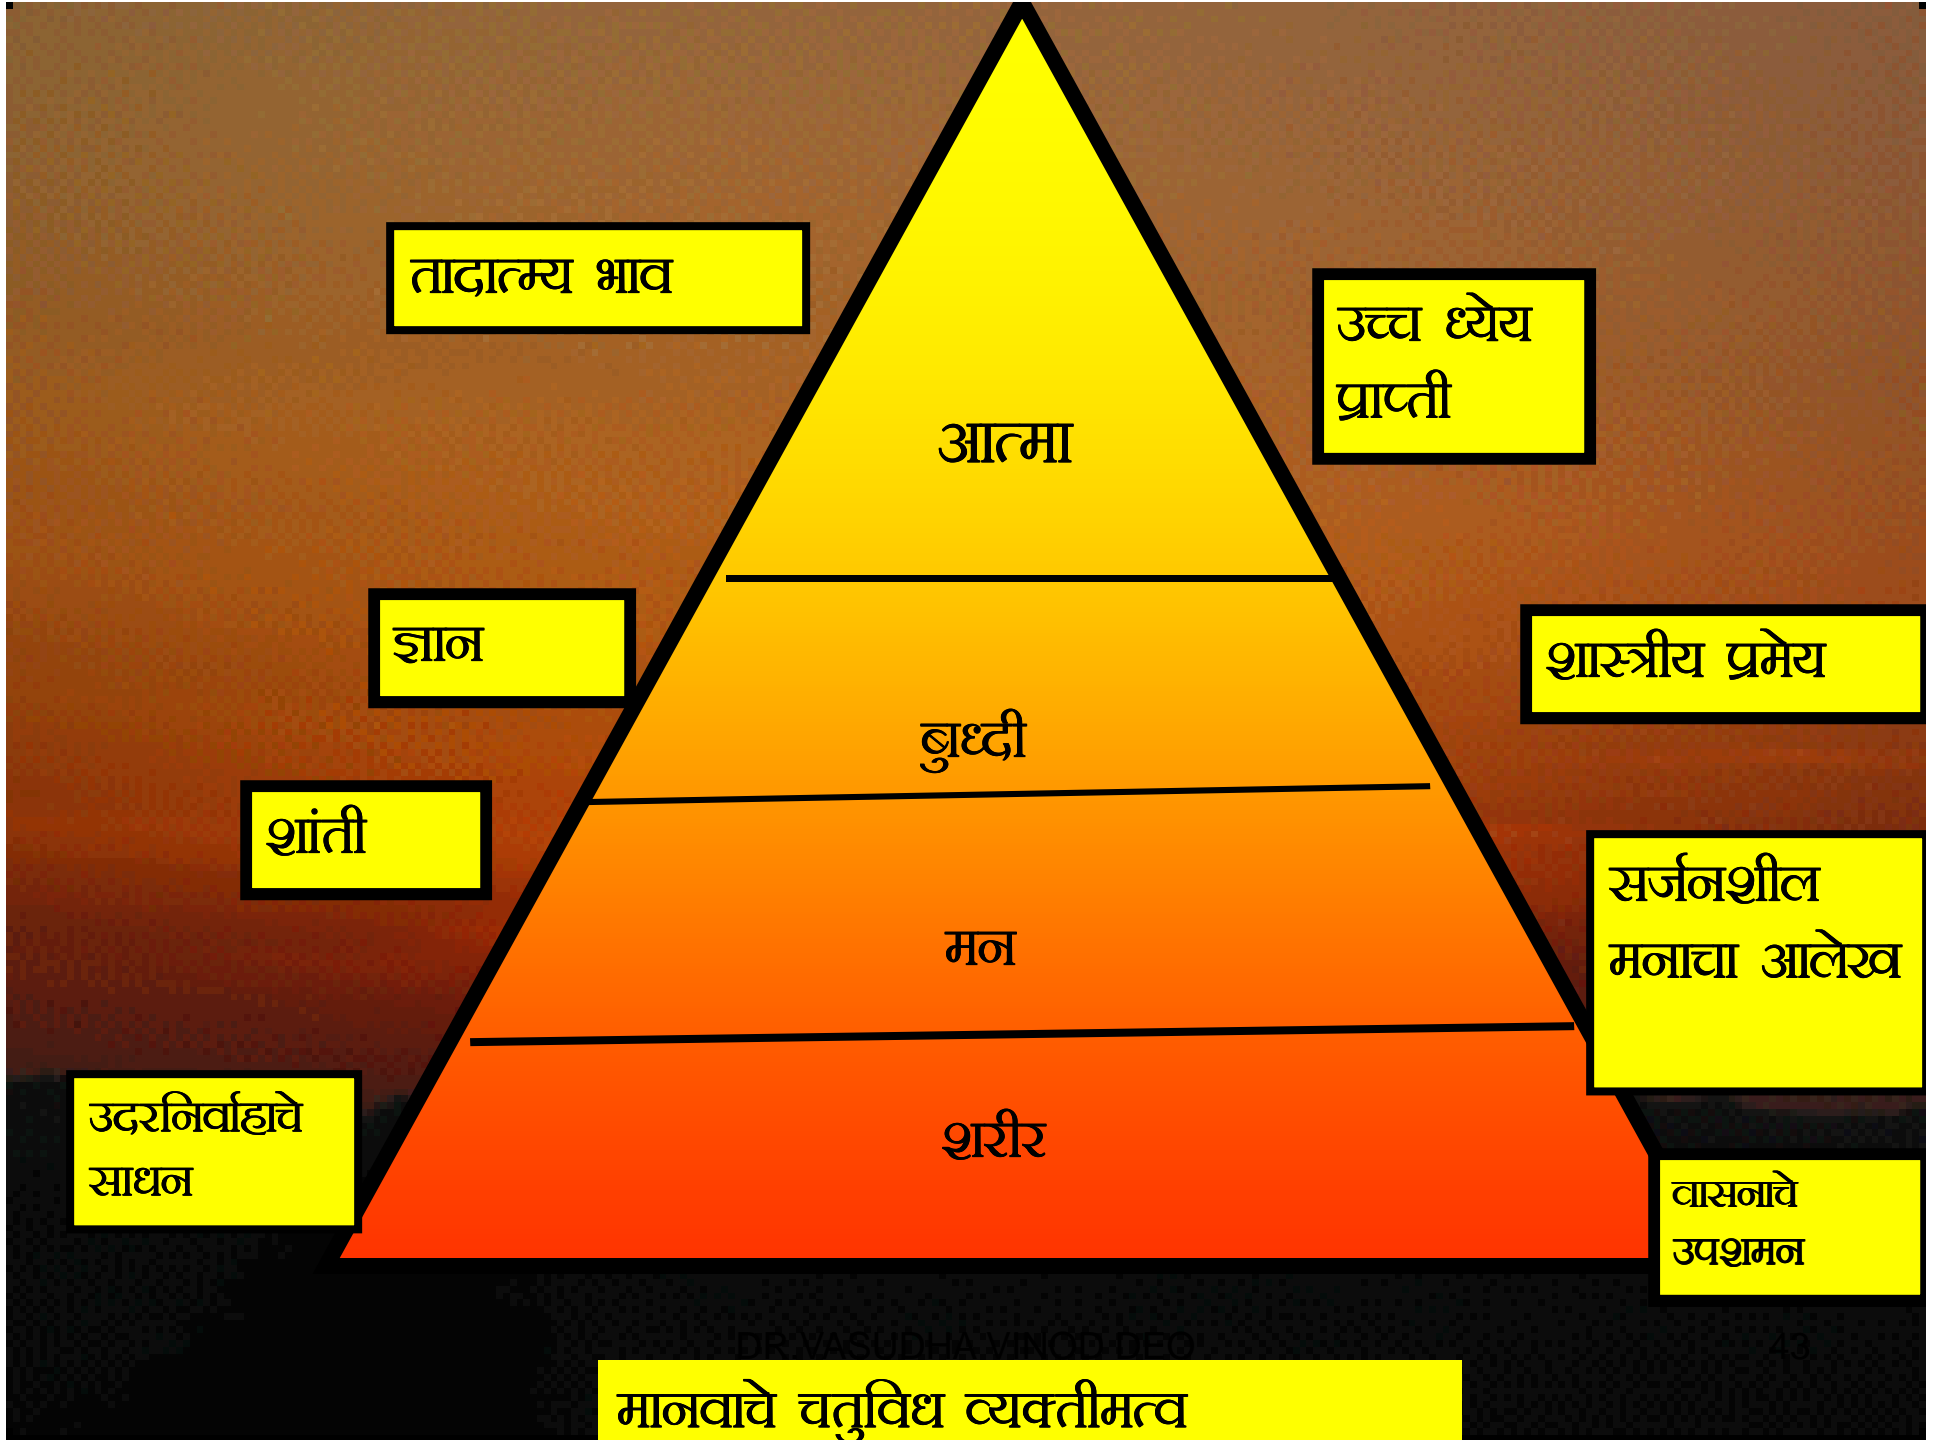 तादात्म्य भाव
उच्च ध्येय
प्राप्ती
आत्मा
ज्ञान
शास्त्रीय प्रमेय
बुध्दी
शांती
सर्जनशील
मनाचा आलेख
मन
उदरनिर्वाहाचे
साधन
शरीर
वासनाचे
उपशमन
DR.VASUDHA VINOD DEO
43
मानवाचे चतुविध व्यक्तीमत्व